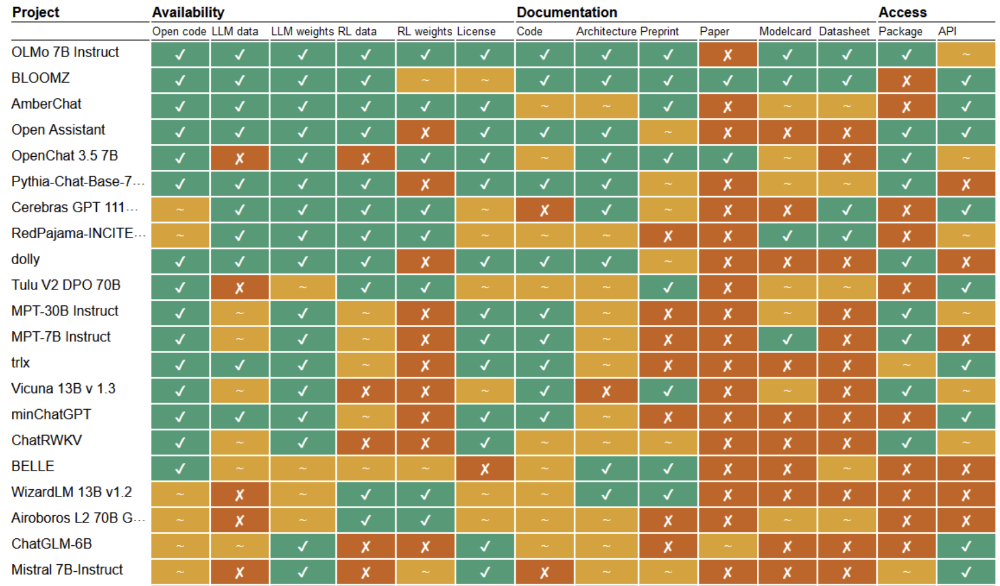 Project Availability Documentation Access
Open code LLM data LLM weights RL data RL weights License Code Architecture Preprint Paper Modelcard Datasheet Package API
OLMo 7B Instruct ✓ ✓ ✓ ✓ ✓ ✓ ✓ ✓ ✓ ✗ ✓ ✓ ✓ ~
BLOOMZ ✓ ✓ ✓ ✓ ~ ~ ✓ ✓ ✓ ✓ ✓ ✓ ✗ ✓
AmberChat ✓ ✓ ✓ ✓ ✓ ✓ ~ ~ ✓ ✗ ~ ~ ✗ ✓
Open Assistant ✓ ✓ ✓ ✓ ✗ ✓ ✓ ✓ ~ ✗ ✗ ✗ ✓ ✓
OpenChat 3.5 7B ✓ ✗ ✓ ✗ ✓ ✓ ~ ✓ ✓ ✓ ~ ✗ ✓ ~
Pythia-Chat-Base-7... ✓ ✓ ✓ ✓ ✗ ✓ ✓ ✓ ~ ✗ ~ ~ ✓ ✗
Cerebras GPT 111... ~ ✓ ✓ ✓ ✓ ~ ✗ ✓ ~ ✗ ✗ ✓ ✗ ✓
RedPajama-INCITE... ~ ✓ ✓ ✓ ✓ ~ ~ ~ ✗ ✗ ✓ ✓ ✗ ~
dolly ✓ ✓ ✓ ✓ ✗ ✓ ✓ ✓ ~ ✗ ✗ ✗ ✓ ✗
Tulu V2 DPO 70B ✓ ✗ ~ ✓ ✓ ~ ~ ~ ✓ ✗ ~ ~ ✗ ✓
MPT-30B Instruct ✓ ~ ✓ ~ ✗ ✓ ✓ ~ ✗ ✗ ~ ✗ ✓ ~
MPT-7B Instruct ✓ ~ ✓ ~ ✗ ✓ ✓ ~ ✗ ✗ ✓ ✗ ✓ ✗
trlx ✓ ✓ ✓ ~ ✗ ✓ ✓ ~ ✗ ✗ ✗ ✗ ~ ✓
Vicuna 13B v 1.3 ✓ ~ ✓ ✗ ✗ ~ ✓ ✗ ✓ ✗ ~ ✗ ✓ ~
minChatGPT ✓ ✓ ✓ ~ ✗ ✓ ✓ ~ ✗ ✗ ✗ ✗ ✗ ✓
ChatRWKV ✓ ~ ✓ ✗ ✗ ✓ ~ ~ ~ ✗ ✗ ✗ ✓ ~
BELLE ✓ ~ ~ ~ ~ ✗ ~ ✓ ✓ ✗ ✗ ~ ✗ ✗
WizardLM 13B v1.2 ~ ✗ ~ ✓ ✓ ~ ~ ✓ ✓ ✗ ✗ ✗ ✗ ✗
Airoboros L2 70B G... ~ ✗ ~ ✓ ✓ ~ ~ ~ ✗ ✗ ~ ~ ✗ ✗
ChatGLM-6B ~ ~ ✓ ✗ ✗ ✓ ~ ~ ✗ ~ ✗ ✗ ✗ ✓
Mistral 7B-Instruct ~ ✗ ✓ ✗ ~ ✓ ✗ ~ ~ ✗ ✗ ✗ ~ ✓